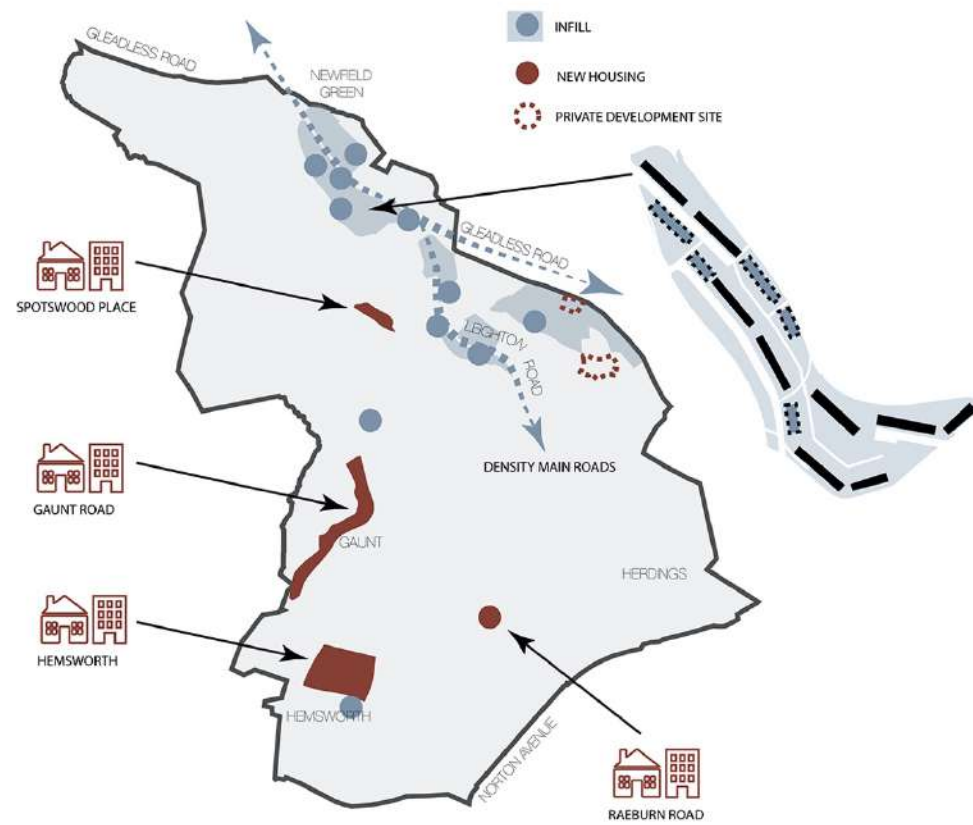 GLEADLESS ROAD
NEWFIELD
GREEN
INFILL
NEW HOUSING
PRIVATE DEVELOPMENT SITE
GLEADLESS ROAD
SPOTSWOOD PLACE
LEIGHTON ROAD
DENSITY MAIN ROADS
GAUNT ROAD
GAUNT
HERDINGS
HEMSWORTH
HEMSWORTH
NORTON AVENUE
RAEBURN ROAD